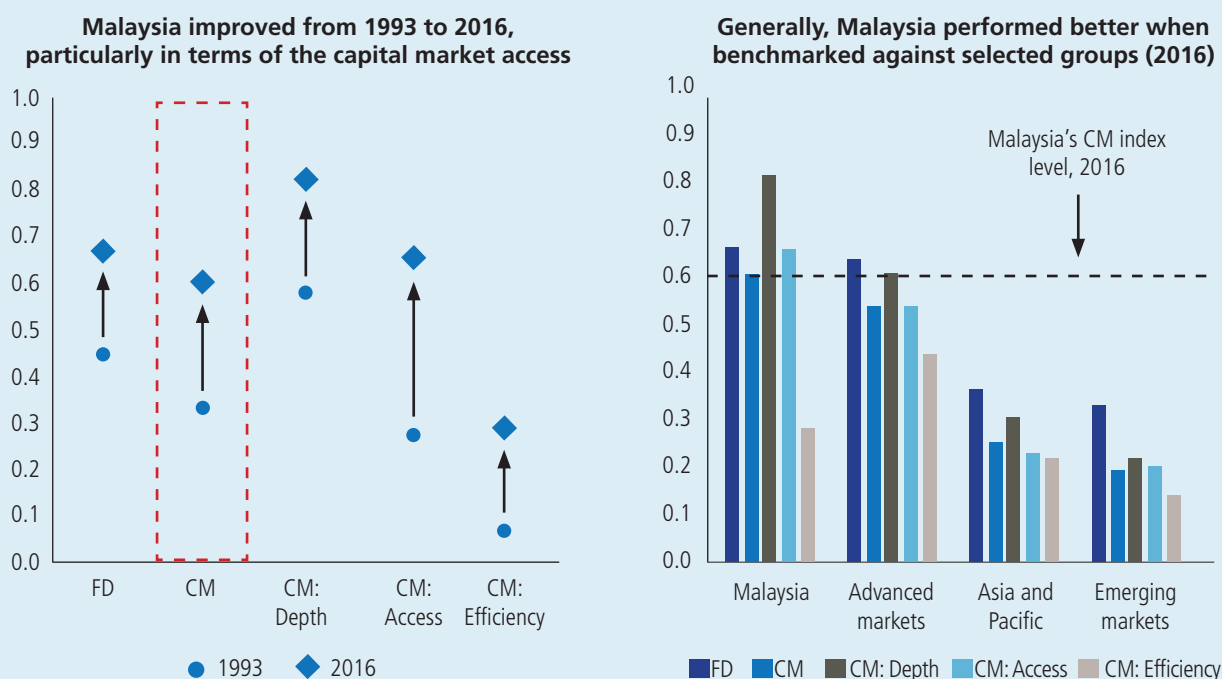 Malaysia improved from 1993 to 2016,
particularly in terms of the capital market access
1.0
0.9
0.8
0.7
0.6
0.5
0.4
0.3
0.2
0.1
0.0
FD
CM
CM:
Depth
CM:
Access
CM:
Efficiency
1993
2016
Generally, Malaysia performed better when
benchmarked against selected groups (2016)
1.0
0.9
0.8
0.7
0.6
0.5
0.4
0.3
0.2
0.1
0.0
Malaysia's CM index
level, 2016
Malaysia
Advanced
markets
Asia and
Pacific
Emerging
markets
FD
CM
CM: Depth
CM: Access
CM: Efficiency